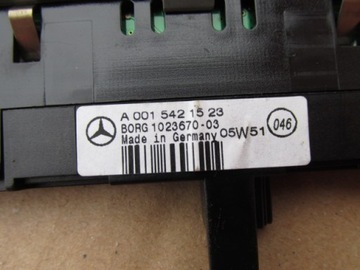 A 001 542 15 23
BORG 1023670-03
Made in Germany 05W51
046